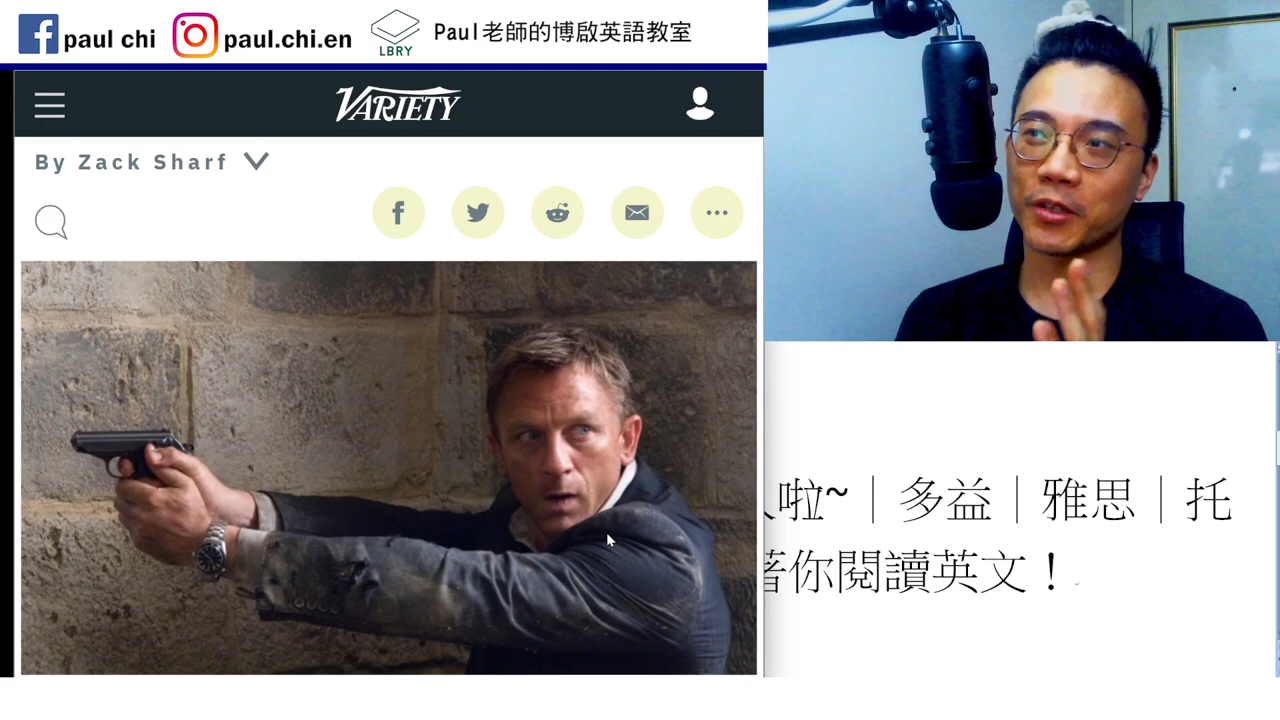 paul chi
paul.chi.en
LBRY
Paul老師的博啟英語教室
VARIETY
By Zack Sharf
啦~｜多益｜雅思｜托
著你閱讀英文！